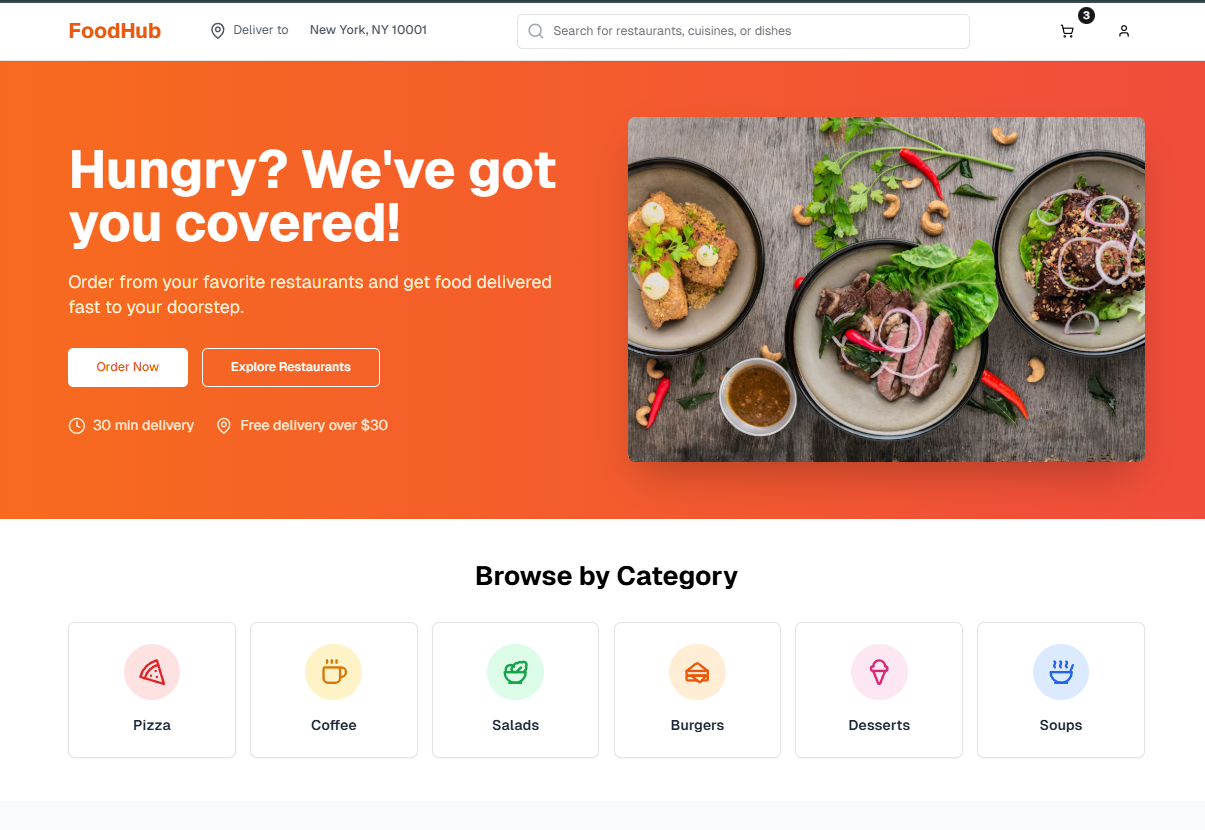 FoodHub
Deliver to
New York, NY 10001
Search for restaurants, cuisines, or dishes
3
Hungry? We've got
you covered!
Order from your favorite restaurants and get food delivered
fast to your doorstep.
Order Now
Explore Restaurants
30 min delivery
Free delivery over $30
Browse by Category
Pizza
Coffee
Salads
Burgers
Desserts
Soups